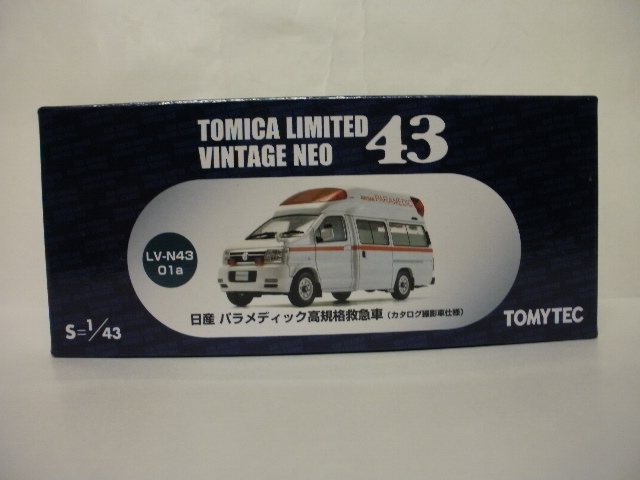 TOMICA LIMITED
VINTAGE NEO 43
LV-N43
01a
PARAMEDIC
日産 パラメディック高規格救急車 (カタログ撮影車仕様)
S=1/43
TOMYTEC